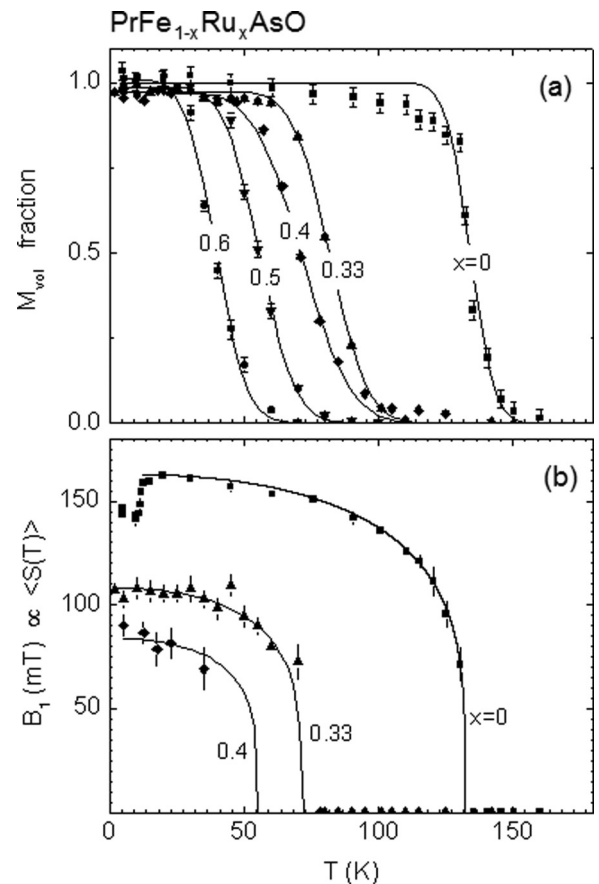 PrFe₁₋ₓRuₓAsO
(a)
1.0
0.5
0.0
Mvol fraction
0.6
0.5
0.4
0.33
x=0
(b)
150
100
50
B₁ (mT) ∝ <S(T)>
0.4
0.33
x=0
0 50 100 150
T (K)